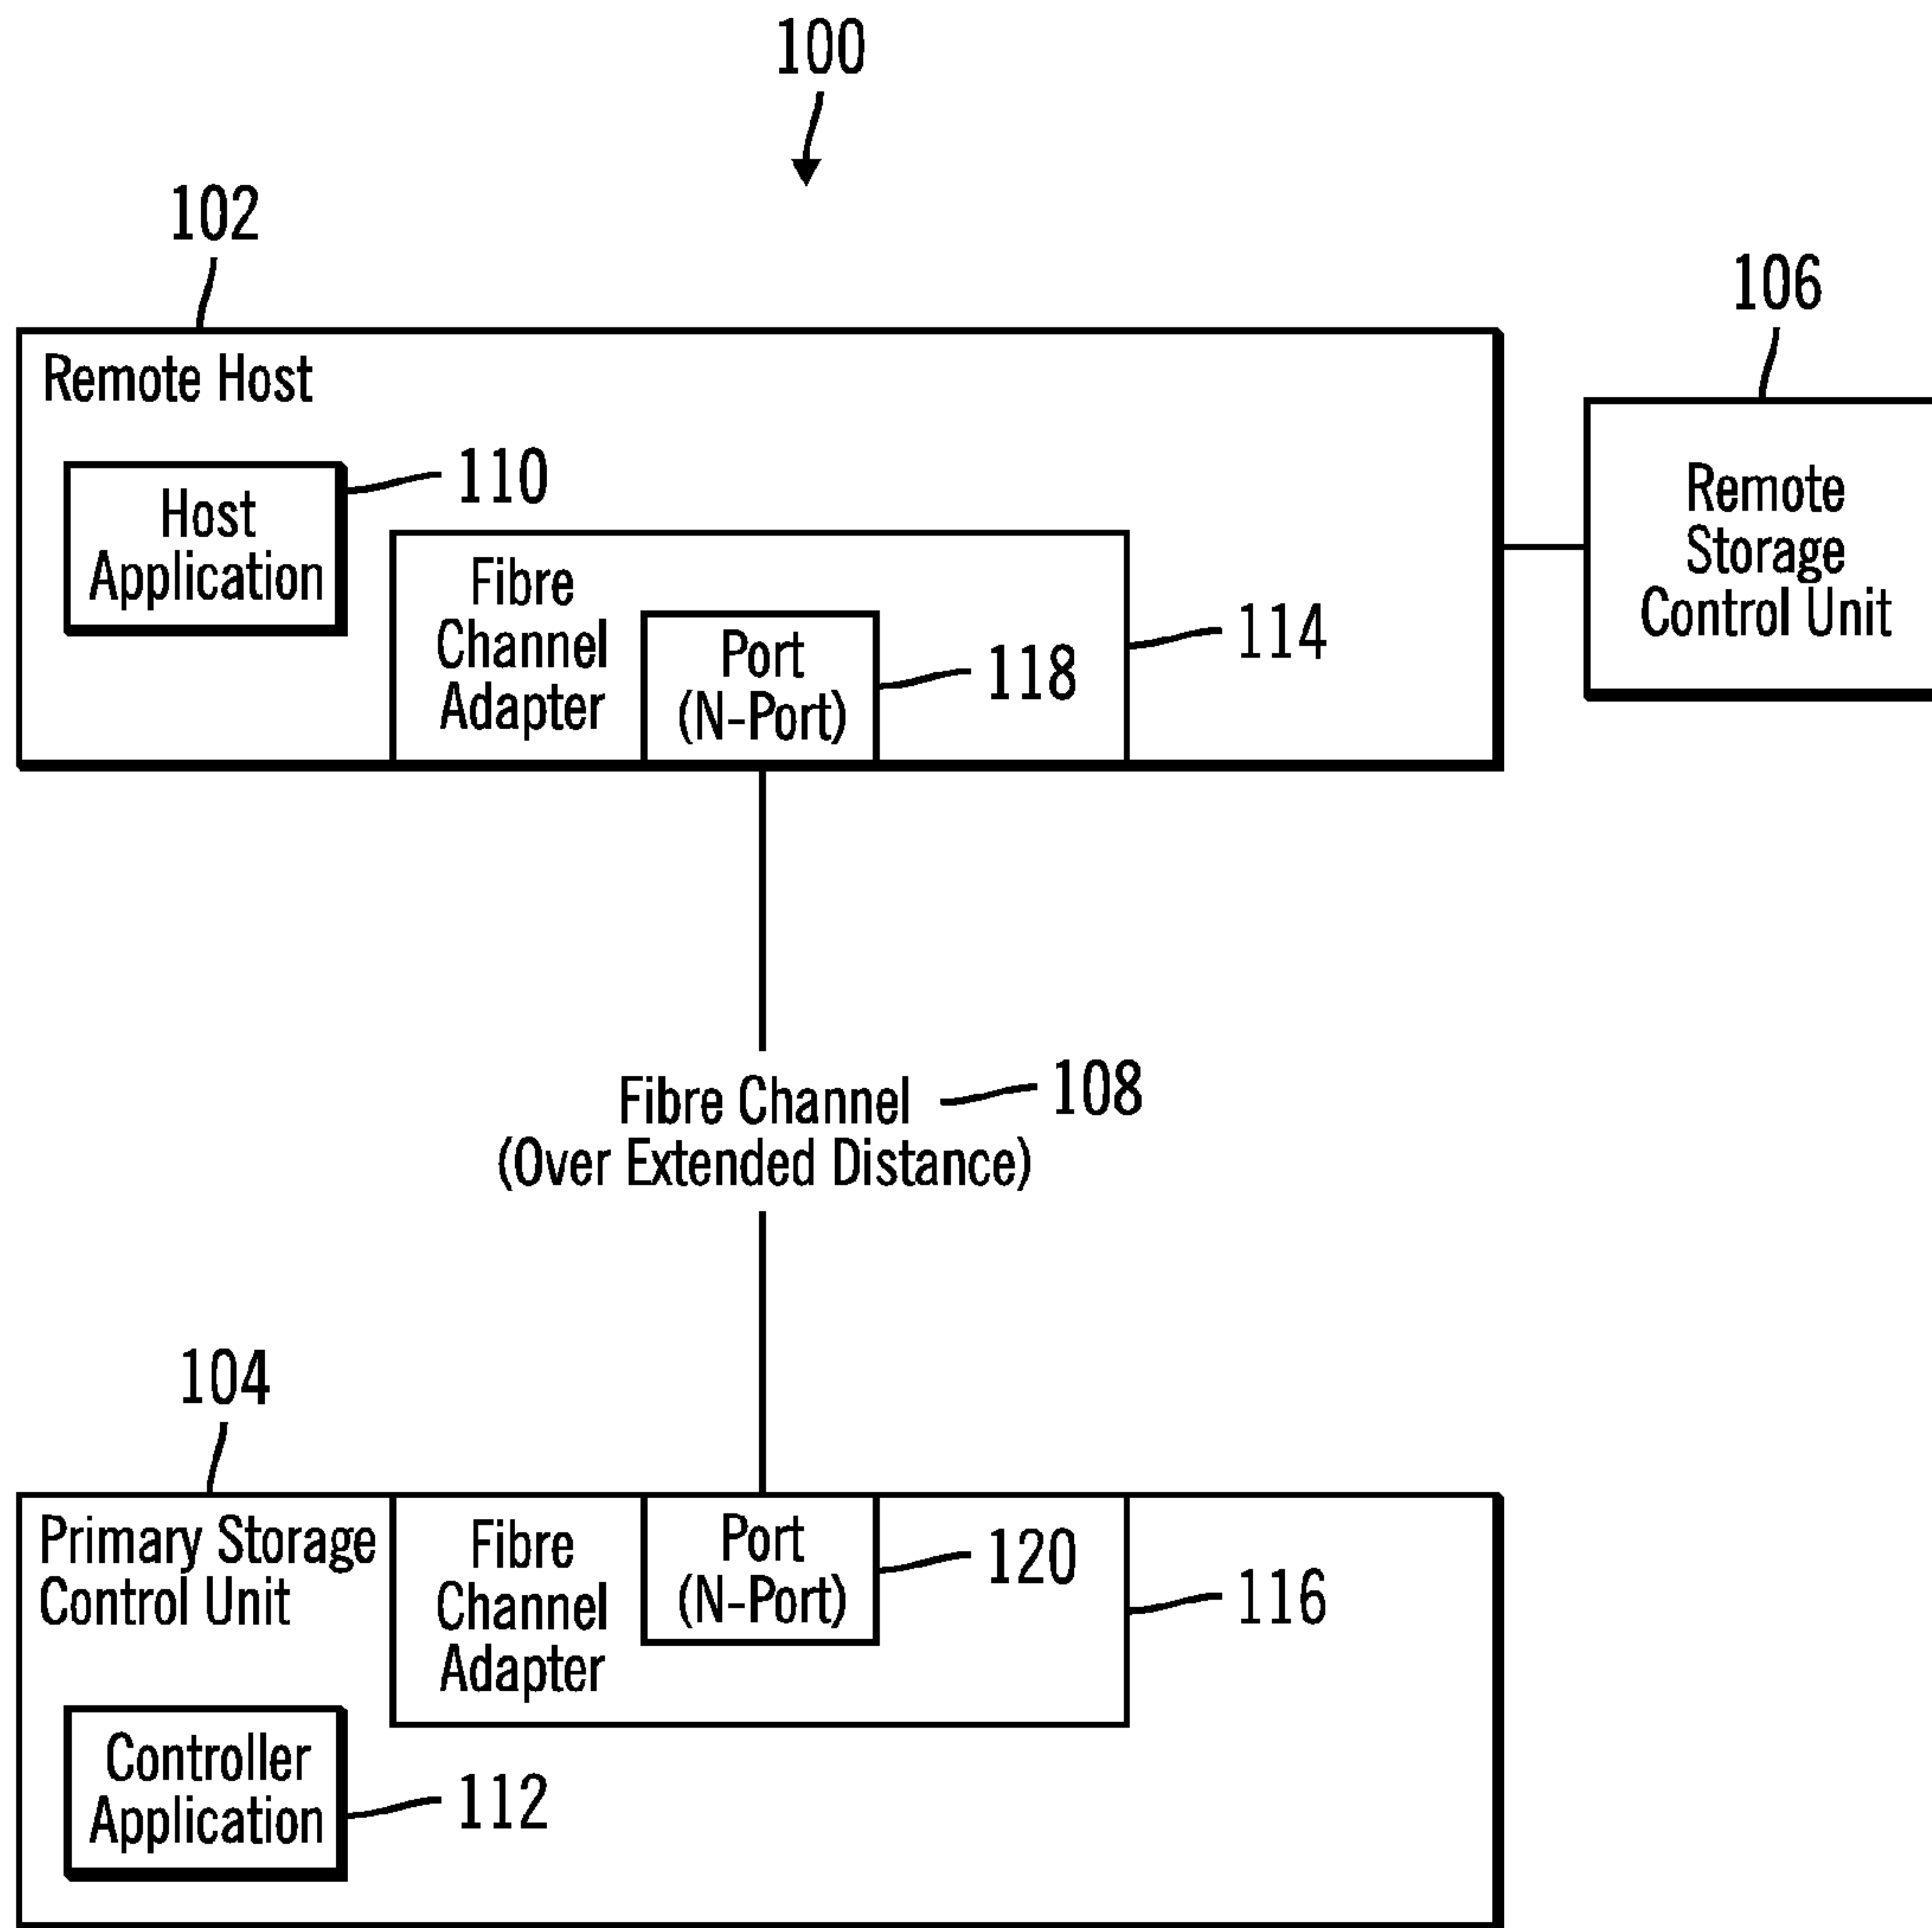 100
102
106
Remote Host
Host
Application
110
Fibre
Channel
Adapter
Port
(N-Port)
118
114
Remote
Storage
Control Unit
Fibre Channel
(Over Extended Distance)
108
104
Primary Storage
Control Unit
Fibre
Channel
Adapter
Port
(N-Port)
120
116
Controller
Application
112